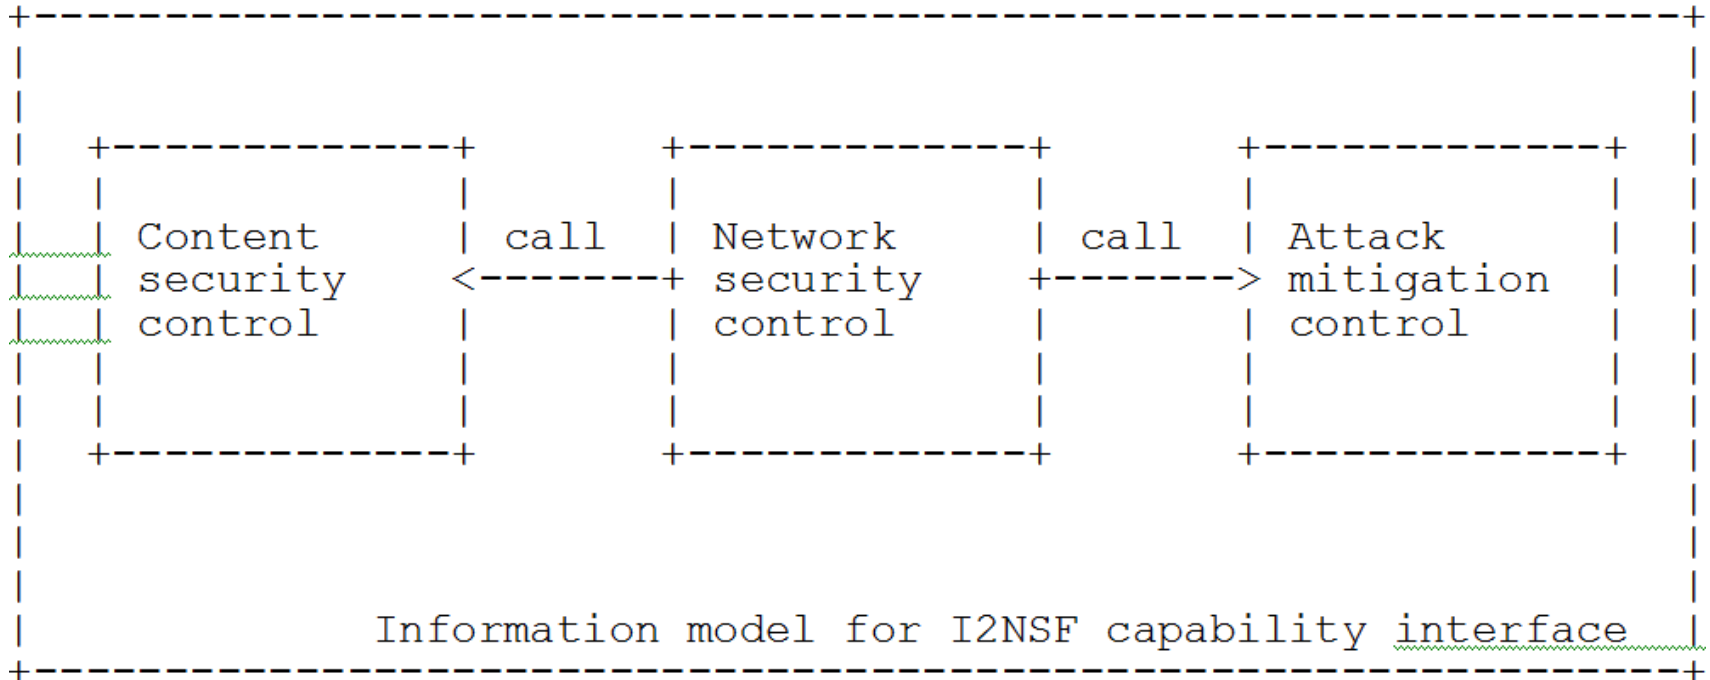 Content call Network call Attack
security security mitigation
control control control
Information model for I2NSF capability interface